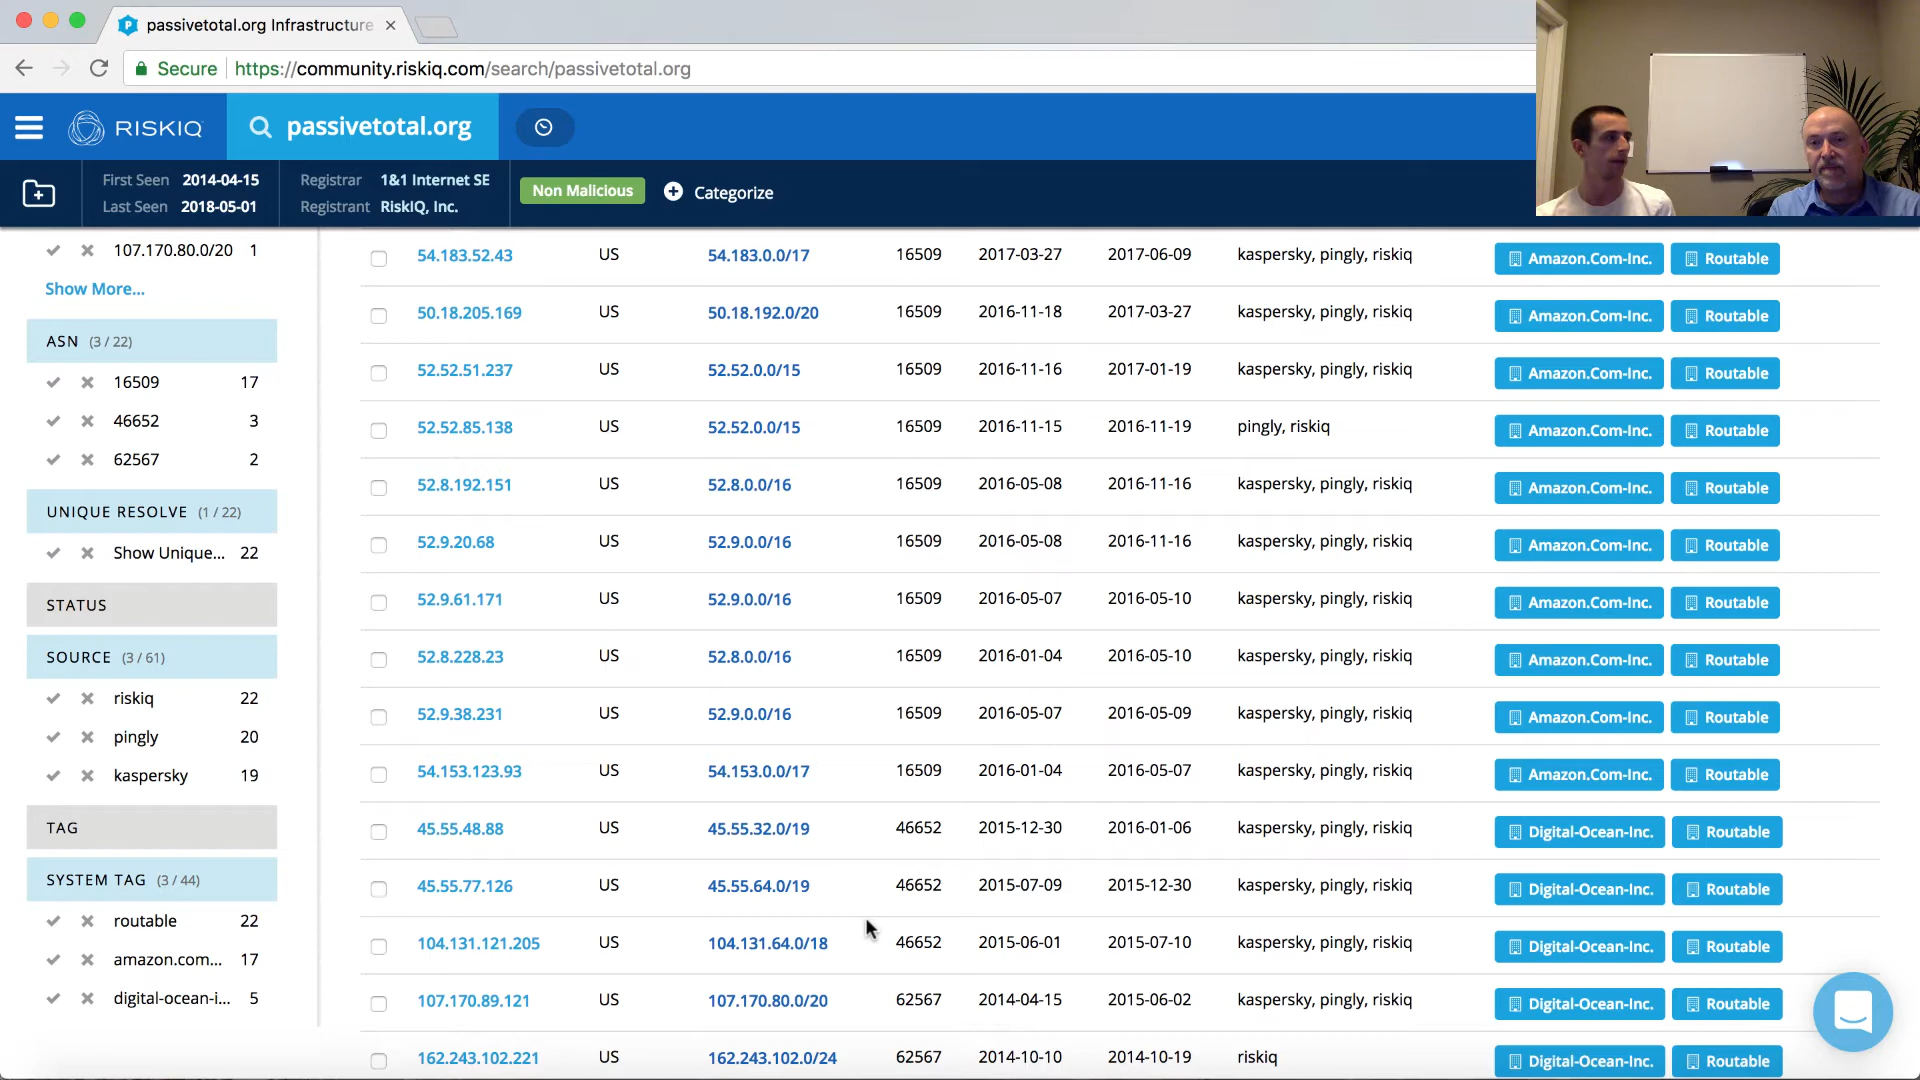 passivetotal.org Infrastructure
Secure https://community.riskiq.com/search/passivetotal.org
RISKIQ passivetotal.org
First Seen 2014-04-15 Registrar 1&1 Internet SE
Last Seen 2018-05-01 Registrant RiskIQ, Inc.
Non Malicious Categorize
107.170.80.0/20 1
Show More...
ASN (3 / 22)
16509 17
46652 3
62567 2
UNIQUE RESOLVE (1 / 22)
Show Unique... 22
STATUS
SOURCE (3 / 61)
riskiq 22
pingly 20
kaspersky 19
TAG
SYSTEM TAG (3 / 44)
routable 22
amazon.com... 17
digital-ocean-i... 5
54.183.52.43 US 54.183.0.0/17 16509 2017-03-27 2017-06-09 kaspersky, pingly, riskiq Amazon.Com-Inc. Routable
50.18.205.169 US 50.18.192.0/20 16509 2016-11-18 2017-03-27 kaspersky, pingly, riskiq Amazon.Com-Inc. Routable
52.52.51.237 US 52.52.0.0/15 16509 2016-11-16 2017-01-19 kaspersky, pingly, riskiq Amazon.Com-Inc. Routable
52.52.85.138 US 52.52.0.0/15 16509 2016-11-15 2016-11-19 pingly, riskiq Amazon.Com-Inc. Routable
52.8.192.151 US 52.8.0.0/16 16509 2016-05-08 2016-11-16 kaspersky, pingly, riskiq Amazon.Com-Inc. Routable
52.9.20.68 US 52.9.0.0/16 16509 2016-05-08 2016-11-16 kaspersky, pingly, riskiq Amazon.Com-Inc. Routable
52.9.61.171 US 52.9.0.0/16 16509 2016-05-07 2016-05-10 kaspersky, pingly, riskiq Amazon.Com-Inc. Routable
52.8.228.23 US 52.8.0.0/16 16509 2016-01-04 2016-05-10 kaspersky, pingly, riskiq Amazon.Com-Inc. Routable
52.9.38.231 US 52.9.0.0/16 16509 2016-05-07 2016-05-09 kaspersky, pingly, riskiq Amazon.Com-Inc. Routable
54.153.123.93 US 54.153.0.0/17 16509 2016-01-04 2016-05-07 kaspersky, pingly, riskiq Amazon.Com-Inc. Routable
45.55.48.88 US 45.55.32.0/19 46652 2015-12-30 2016-01-06 kaspersky, pingly, riskiq Digital-Ocean-Inc. Routable
45.55.77.126 US 45.55.64.0/19 46652 2015-07-09 2015-12-30 kaspersky, pingly, riskiq Digital-Ocean-Inc. Routable
104.131.121.205 US 104.131.64.0/18 46652 2015-06-01 2015-07-10 kaspersky, pingly, riskiq Digital-Ocean-Inc. Routable
107.170.89.121 US 107.170.80.0/20 62567 2014-04-15 2015-06-02 kaspersky, pingly, riskiq Digital-Ocean-Inc. Routable
162.243.102.221 US 162.243.102.0/24 62567 2014-10-10 2014-10-19 riskiq Digital-Ocean-Inc. Routable